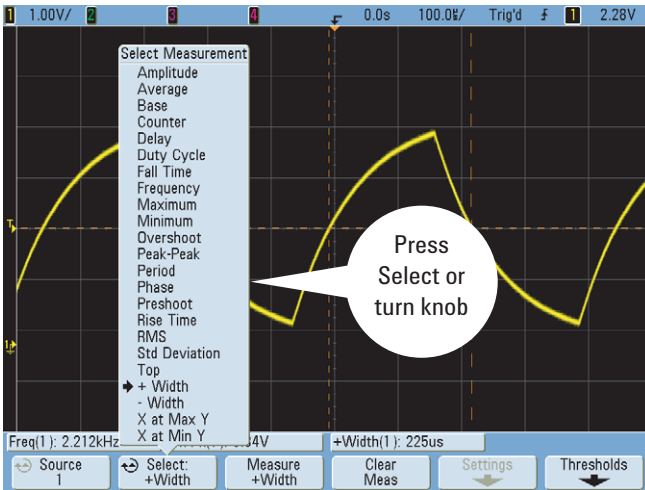 1 1.00V/ 2 3 4 0.0s 100.0%/ Trig'd 1 2.28V
Select Measurement
Amplitude
Average
Base
Counter
Delay
Duty Cycle
Fall Time
Frequency
Maximum
Minimum
Overshoot
Peak-Peak
Period
Phase
Preshoot
Rise Time
RMS
Std Deviation
Top
+ Width
- Width
X at Max Y
X at Min Y
Press
Select or
turn knob
T
1
Freq(1): 2.212kHz +Width(1): 225us
Source
1
Select:
+Width
Measure
+Width
Clear
Meas
Settings
Thresholds